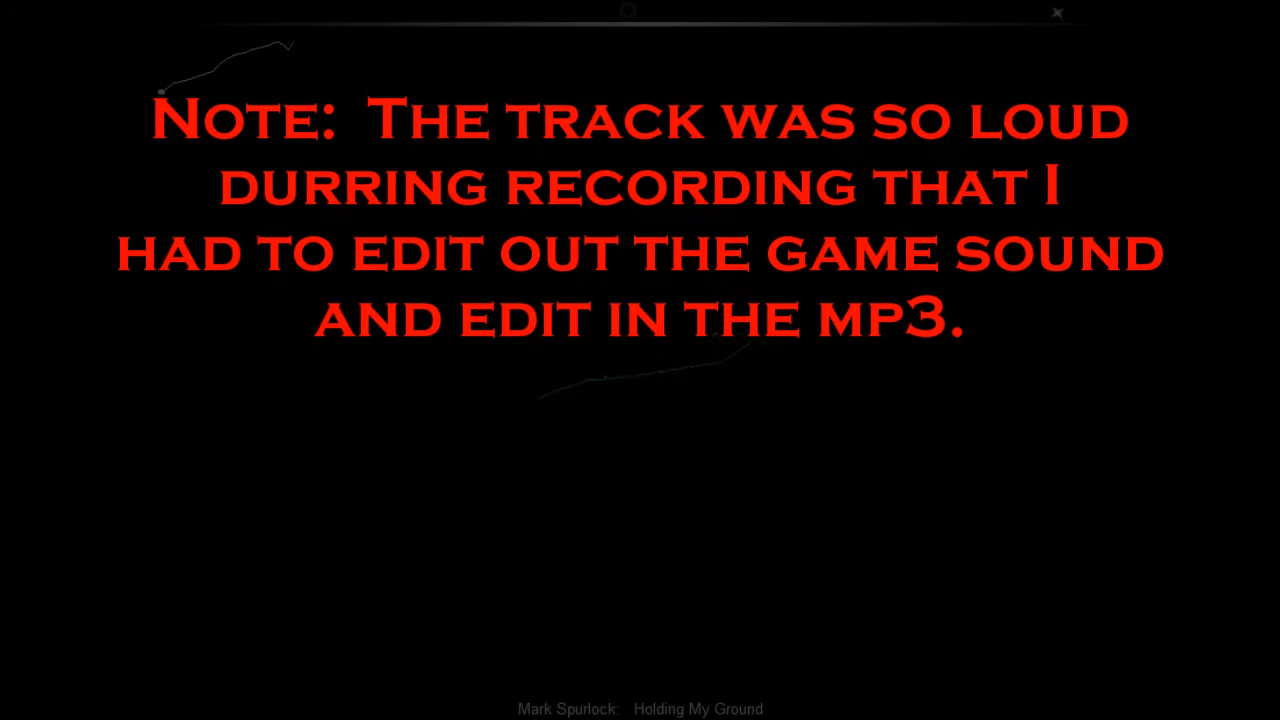 Note: The track was so loud
durring recording that I
had to edit out the game sound
and edit in the mp3.
Mark Spurlock: Holding My Ground